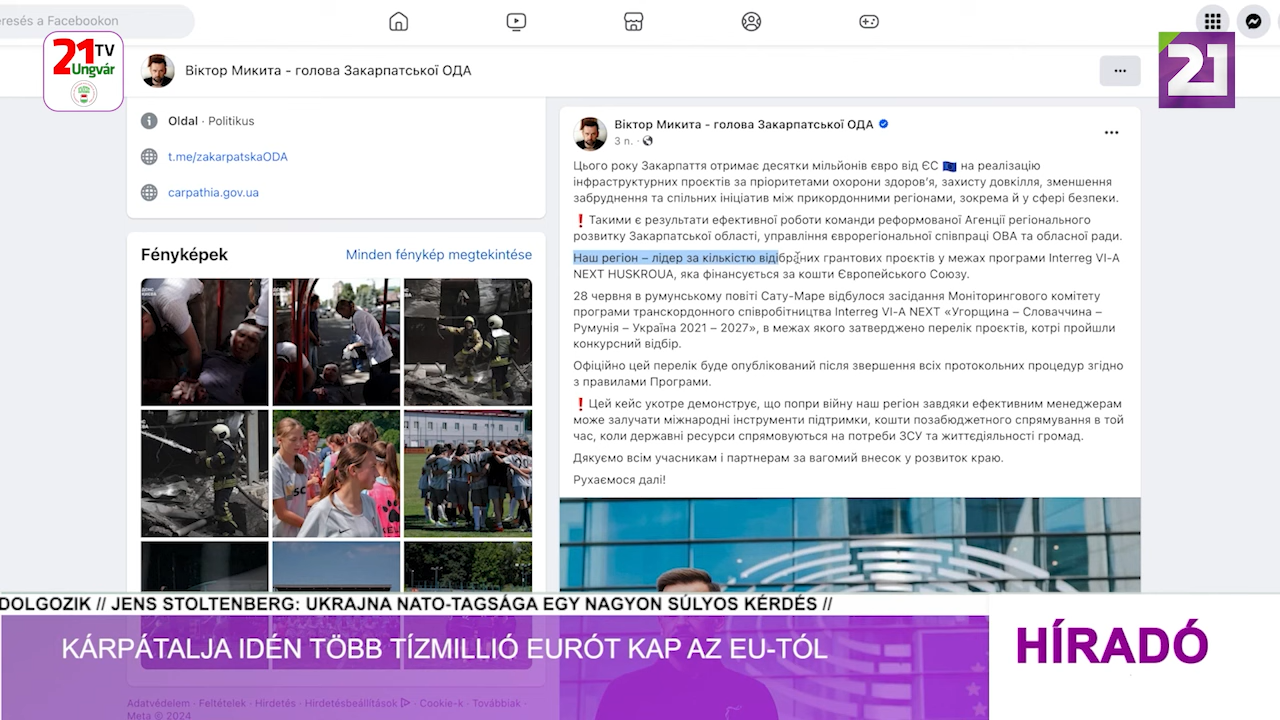 eresés a Facebookon
21 TV
Ungvár
21
Віктор Микита - голова Закарпатської ОДА
Oldal · Politikus
t.me/zakarpatskaODA
carpathia.gov.ua
Fényképek
Minden fénykép megtekintése
Віктор Микита - голова Закарпатської ОДА
3 n. ·
Цього року Закарпаття отримає десятки мільйонів євро від ЄС 🇪🇺 на реалізацію
інфраструктурних проєктів за пріоритетами охорони здоров’я, захисту довкілля, зменшення
забруднення та спільних ініціатив між прикордонними регіонами, зокрема й у сфері безпеки.
❗Такими є результати ефективної роботи команди реформованої Агенції регіонального
розвитку Закарпатської області, управління єврорегіональної співпраці ОВА та обласної ради.
Наш регіон – лідер за кількістю відібраних грантових проєктів у межах програми Interreg VI-A
NEXT HUSKROUA, яка фінансується за кошти Європейського Союзу.
28 червня в румунському повіті Сату-Маре відбулося засідання Моніторингового комітету
програми транскордонного співробітництва Interreg VI-A NEXT «Угорщина – Словаччина –
Румунія – Україна 2021 – 2027», в межах якого затверджено перелік проєктів, котрі пройшли
конкурсний відбір.
Офіційно цей перелік буде опублікований після звершення всіх протокольних процедур згідно
з правилами Програми.
❗Цей кейс укотре демонструє, що попри війну наш регіон завдяки ефективним менеджерам
може залучати міжнародні інструменти підтримки, кошти позабюджетного спрямування в той
час, коли державні ресурси спрямовуються на потреби ЗСУ та життєдіяльності громад.
Дякуємо всім учасникам і партнерам за вагомий внесок у розвиток краю.
Рухаємося далі!
DOLGOZIK // JENS STOLTENBERG: UKRAJNA NATO-TAGSÁGA EGY NAGYON SÚLYOS KÉRDÉS //
KÁRPÁTALJA IDÉN TÖBB TÍZMILLIÓ EURÓT KAP AZ EU-TÓL
HÍRADÓ
Adatvédelem · Feltételek · Hirdetés · Hirdetésbeállítások · Cookie-k · Továbbiak ·
Meta © 2024